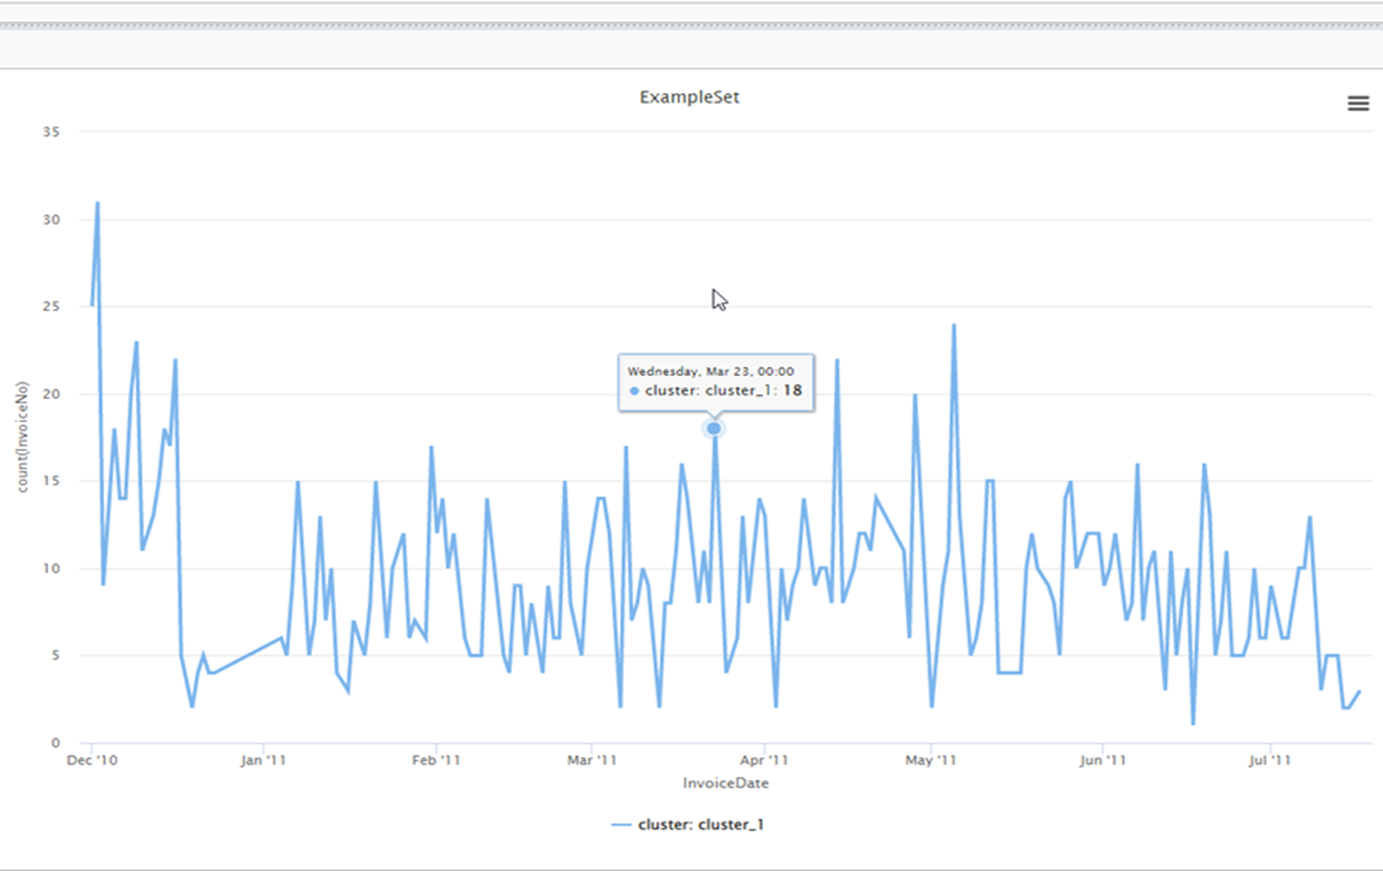 ExampleSet
35
30
25
20
15
10
5
0
count(InvoiceNo)
Wednesday, Mar 23, 00:00
cluster: cluster_1: 18
Dec '10 Jan '11 Feb '11 Mar '11 Apr '11 May '11 Jun '11 Jul '11
InvoiceDate
cluster: cluster_1